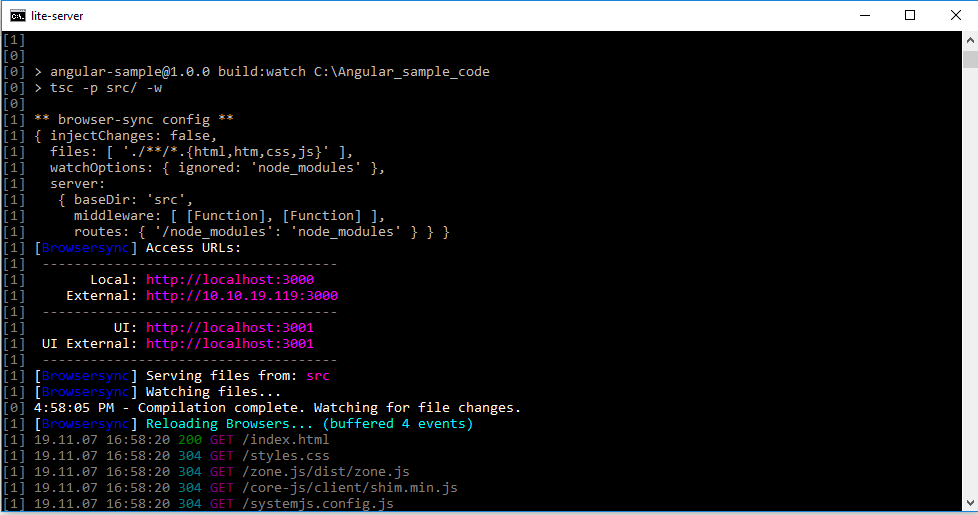 lite-server
[1]
[0]
[0] > angular-sample@1.0.0 build:watch C:\Angular_sample_code
[0] > tsc -p src/ -w
[0]
[1] ** browser-sync config **
[1] { injectChanges: false,
[1]   files: [ './**/*.{html,htm,css,js}' ],
[1]   watchOptions: { ignored: 'node_modules' },
[1]   server:
[1]    { baseDir: 'src',
[1]      middleware: [ [Function], [Function] ],
[1]      routes: { '/node_modules': 'node_modules' } } }
[1] [Browsersync] Access URLs:
[1]  -------------------------------------
[1]        Local: http://localhost:3000
[1]     External: http://10.10.19.119:3000
[1]  -------------------------------------
[1]           UI: http://localhost:3001
[1]  UI External: http://localhost:3001
[1]  -------------------------------------
[1] [Browsersync] Serving files from: src
[1] [Browsersync] Watching files...
[0] 4:58:05 PM - Compilation complete. Watching for file changes.
[1] [Browsersync] Reloading Browsers... (buffered 4 events)
[1] 19.11.07 16:58:20 200 GET /index.html
[1] 19.11.07 16:58:20 304 GET /styles.css
[1] 19.11.07 16:58:20 304 GET /zone.js/dist/zone.js
[1] 19.11.07 16:58:20 304 GET /core-js/client/shim.min.js
[1] 19.11.07 16:58:20 304 GET /systemjs.config.js